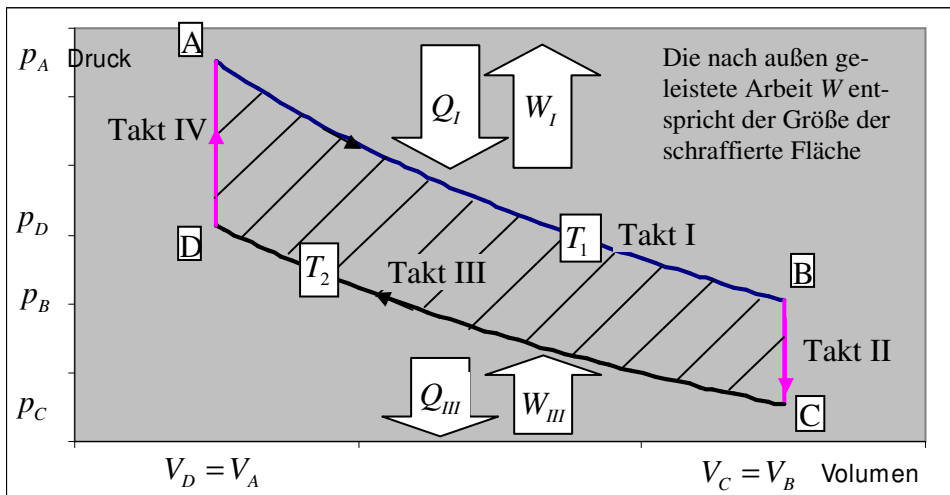 p_A Druck
A
Q_I
W_I
Die nach außen ge-
leistete Arbeit W ent-
spricht der Größe der
schraffierte Fläche
Takt IV
p_D
D
T_2
Takt III
T_1
Takt I
B
p_B
Takt II
Q_III
W_III
p_C
C
V_D = V_A
V_C = V_B Volumen